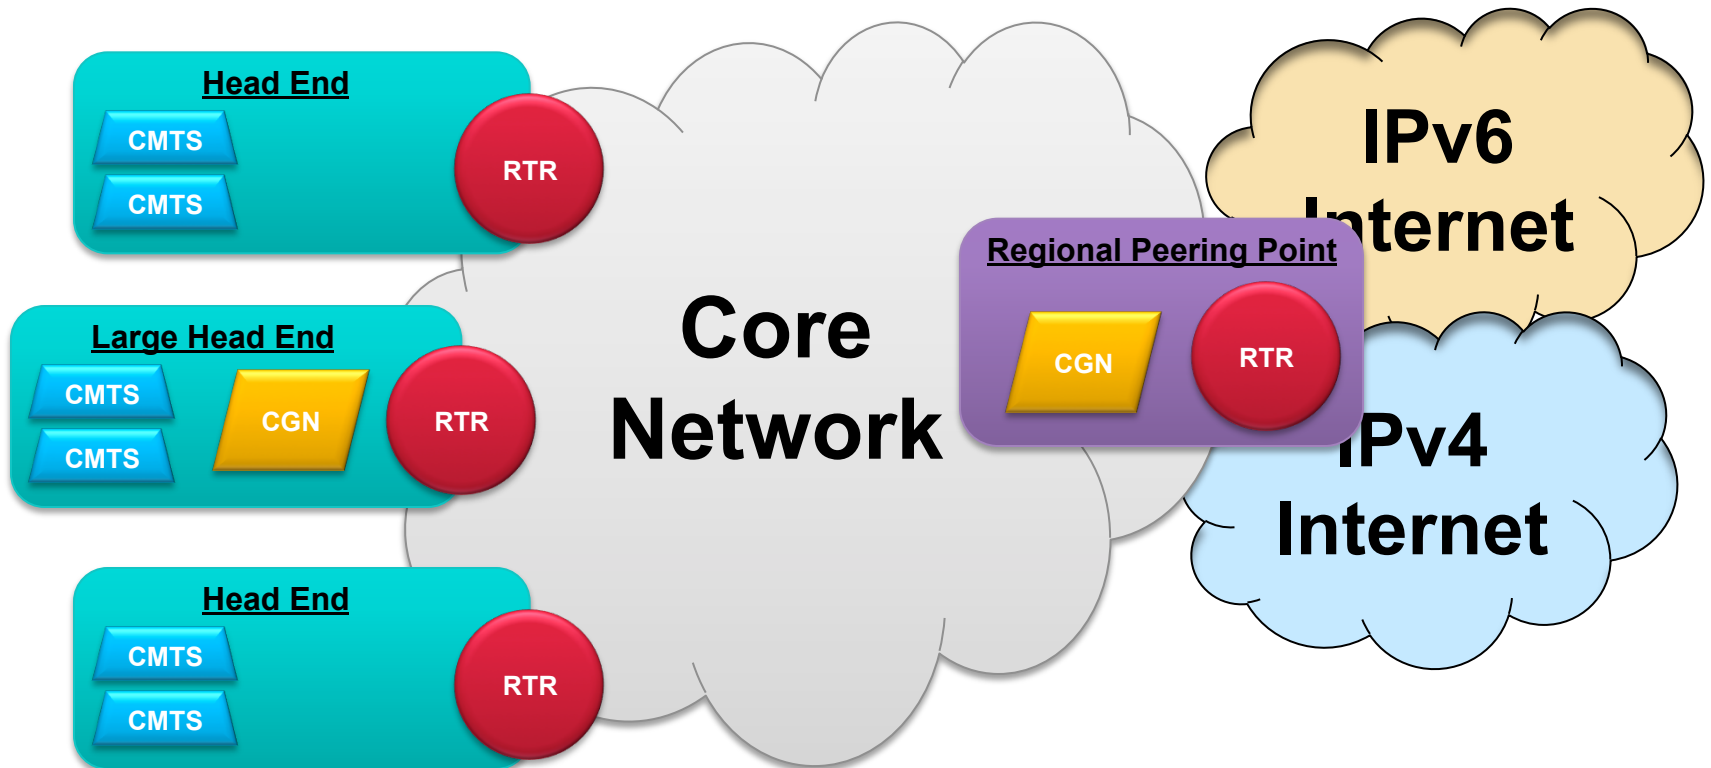 Head End
CMTS
CMTS
RTR
Large Head End
CMTS
CMTS
CGN
RTR
Head End
CMTS
CMTS
RTR
Core
Network
Regional Peering Point
CGN
RTR
IPv6
Internet
IPv4
Internet